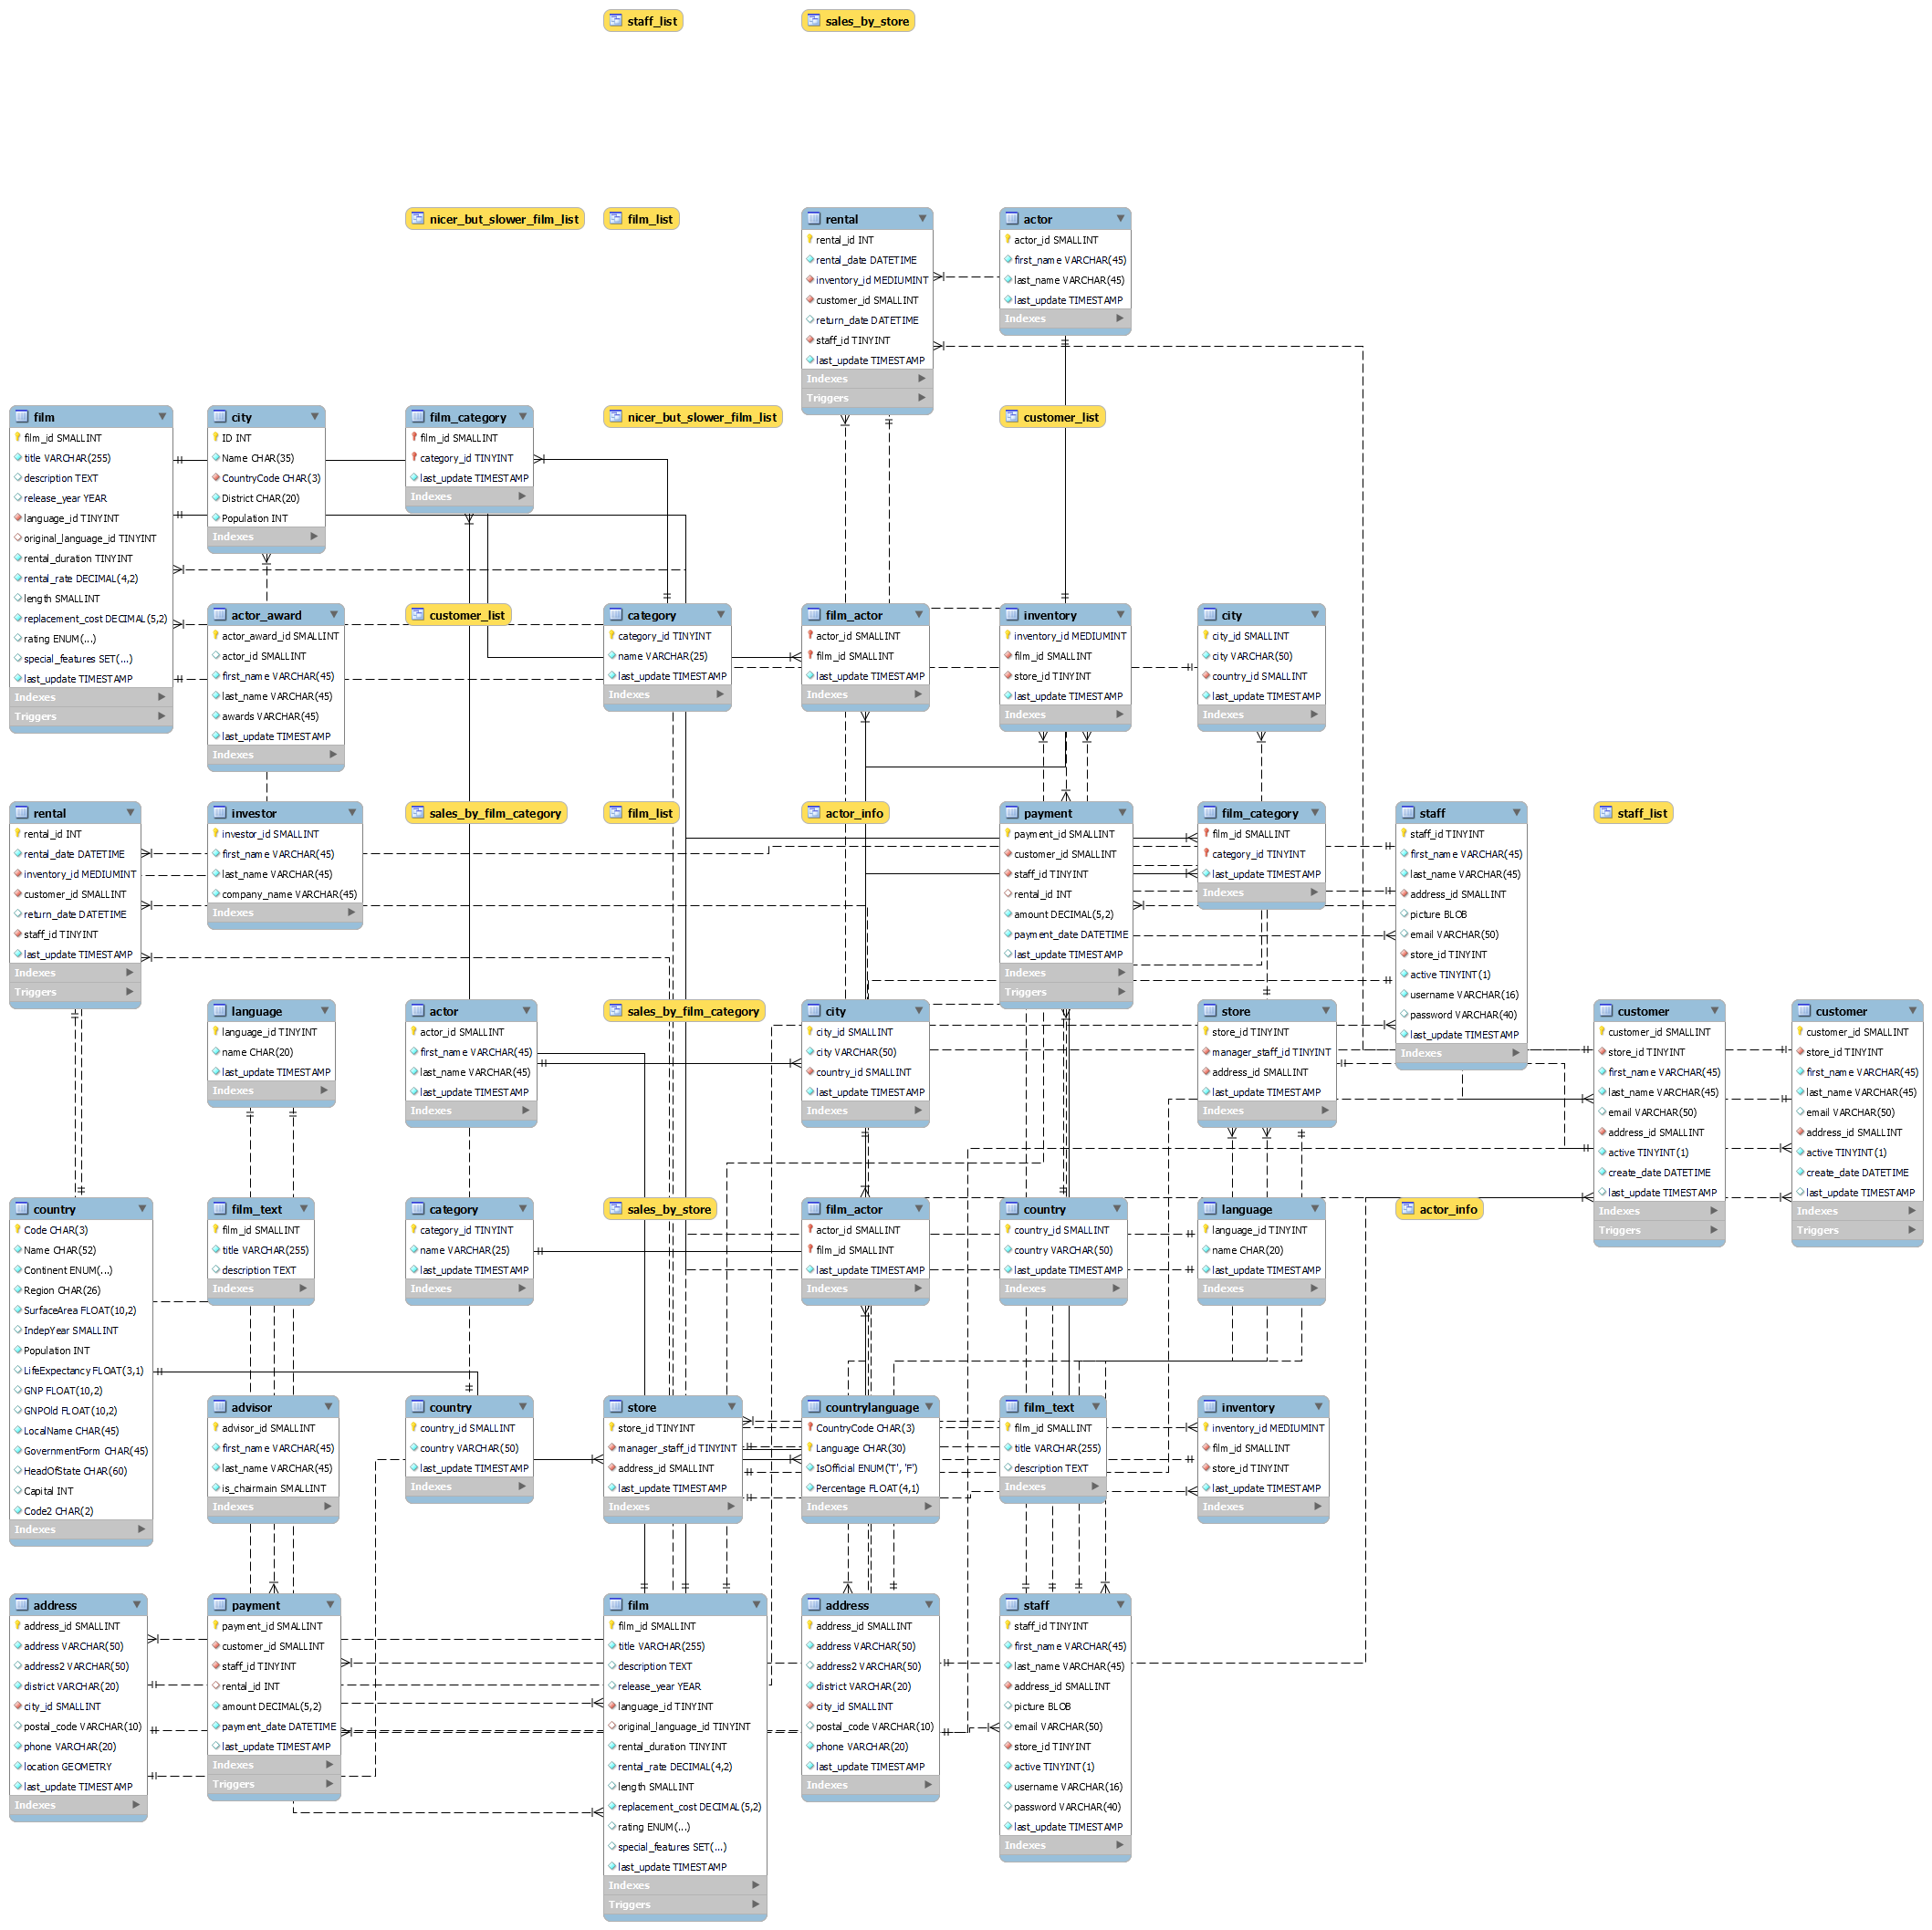 staff_list
sales_by_store
nicer_but_slower_film_list
film_list
rental
rental_id INT
rental_date DATETIME
inventory_id MEDIUMINT
customer_id SMALLINT
return_date DATETIME
staff_id TINYINT
last_update TIMESTAMP
Indexes
Triggers
actor
actor_id SMALLINT
first_name VARCHAR(45)
last_name VARCHAR(45)
last_update TIMESTAMP
Indexes
film
film_id SMALLINT
title VARCHAR(255)
description TEXT
release_year YEAR
language_id TINYINT
original_language_id TINYINT
rental_duration TINYINT
rental_rate DECIMAL(4,2)
length SMALLINT
replacement_cost DECIMAL(5,2)
rating ENUM(...)
special_features SET(...)
last_update TIMESTAMP
Indexes
Triggers
city
ID INT
Name CHAR(35)
CountryCode CHAR(3)
District CHAR(20)
Population INT
Indexes
film_category
film_id SMALLINT
category_id TINYINT
last_update TIMESTAMP
Indexes
nicer_but_slower_film_list
customer_list
actor_award
actor_award_id SMALLINT
actor_id SMALLINT
first_name VARCHAR(45)
last_name VARCHAR(45)
awards VARCHAR(45)
last_update TIMESTAMP
Indexes
customer_list
category
category_id TINYINT
name VARCHAR(25)
last_update TIMESTAMP
Indexes
film_actor
actor_id SMALLINT
film_id SMALLINT
last_update TIMESTAMP
Indexes
inventory
inventory_id MEDIUMINT
film_id SMALLINT
store_id TINYINT
last_update TIMESTAMP
Indexes
city
city_id SMALLINT
city VARCHAR(50)
country_id SMALLINT
last_update TIMESTAMP
Indexes
rental
rental_id INT
rental_date DATETIME
inventory_id MEDIUMINT
customer_id SMALLINT
return_date DATETIME
staff_id TINYINT
last_update TIMESTAMP
Indexes
Triggers
investor
investor_id SMALLINT
first_name VARCHAR(45)
last_name VARCHAR(45)
company_name VARCHAR(45)
Indexes
sales_by_film_category
film_list
actor_info
payment
payment_id SMALLINT
customer_id SMALLINT
staff_id TINYINT
rental_id INT
amount DECIMAL(5,2)
payment_date DATETIME
last_update TIMESTAMP
Indexes
Triggers
film_category
film_id SMALLINT
category_id TINYINT
last_update TIMESTAMP
Indexes
staff
staff_id TINYINT
first_name VARCHAR(45)
last_name VARCHAR(45)
address_id SMALLINT
picture BLOB
email VARCHAR(50)
store_id TINYINT
active TINYINT(1)
username VARCHAR(16)
password VARCHAR(40)
last_update TIMESTAMP
Indexes
staff_list
language
language_id TINYINT
name CHAR(20)
last_update TIMESTAMP
Indexes
actor
actor_id SMALLINT
first_name VARCHAR(45)
last_name VARCHAR(45)
last_update TIMESTAMP
Indexes
sales_by_film_category
city
city_id SMALLINT
city VARCHAR(50)
country_id SMALLINT
last_update TIMESTAMP
Indexes
store
store_id TINYINT
manager_staff_id TINYINT
address_id SMALLINT
last_update TIMESTAMP
Indexes
customer
customer_id SMALLINT
store_id TINYINT
first_name VARCHAR(45)
last_name VARCHAR(45)
email VARCHAR(50)
address_id SMALLINT
active TINYINT(1)
create_date DATETIME
last_update TIMESTAMP
Indexes
Triggers
customer
customer_id SMALLINT
store_id TINYINT
first_name VARCHAR(45)
last_name VARCHAR(45)
email VARCHAR(50)
address_id SMALLINT
active TINYINT(1)
create_date DATETIME
last_update TIMESTAMP
Indexes
Triggers
country
Code CHAR(3)
Name CHAR(52)
Continent ENUM(...)
Region CHAR(26)
SurfaceArea FLOAT(10,2)
IndepYear SMALLINT
Population INT
LifeExpectancy FLOAT(3,1)
GNP FLOAT(10,2)
GNPOld FLOAT(10,2)
LocalName CHAR(45)
GovernmentForm CHAR(45)
HeadOfState CHAR(60)
Capital INT
Code2 CHAR(2)
Indexes
film_text
film_id SMALLINT
title VARCHAR(255)
description TEXT
Indexes
category
category_id TINYINT
name VARCHAR(25)
last_update TIMESTAMP
Indexes
sales_by_store
film_actor
actor_id SMALLINT
film_id SMALLINT
last_update TIMESTAMP
Indexes
country
country_id SMALLINT
country VARCHAR(50)
last_update TIMESTAMP
Indexes
language
language_id TINYINT
name CHAR(20)
last_update TIMESTAMP
Indexes
actor_info
advisor
advisor_id SMALLINT
first_name VARCHAR(45)
last_name VARCHAR(45)
is_chairmain SMALLINT
Indexes
country
country_id SMALLINT
country VARCHAR(50)
last_update TIMESTAMP
Indexes
store
store_id TINYINT
manager_staff_id TINYINT
address_id SMALLINT
last_update TIMESTAMP
Indexes
countrylanguage
CountryCode CHAR(3)
Language CHAR(30)
IsOfficial ENUM('T', 'F')
Percentage FLOAT(4,1)
Indexes
film_text
film_id SMALLINT
title VARCHAR(255)
description TEXT
Indexes
inventory
inventory_id MEDIUMINT
film_id SMALLINT
store_id TINYINT
last_update TIMESTAMP
Indexes
address
address_id SMALLINT
address VARCHAR(50)
address2 VARCHAR(50)
district VARCHAR(20)
city_id SMALLINT
postal_code VARCHAR(10)
phone VARCHAR(20)
location GEOMETRY
last_update TIMESTAMP
Indexes
payment
payment_id SMALLINT
customer_id SMALLINT
staff_id TINYINT
rental_id INT
amount DECIMAL(5,2)
payment_date DATETIME
last_update TIMESTAMP
Indexes
Triggers
film
film_id SMALLINT
title VARCHAR(255)
description TEXT
release_year YEAR
language_id TINYINT
original_language_id TINYINT
rental_duration TINYINT
rental_rate DECIMAL(4,2)
length SMALLINT
replacement_cost DECIMAL(5,2)
rating ENUM(...)
special_features SET(...)
last_update TIMESTAMP
Indexes
Triggers
address
address_id SMALLINT
address VARCHAR(50)
address2 VARCHAR(50)
district VARCHAR(20)
city_id SMALLINT
postal_code VARCHAR(10)
phone VARCHAR(20)
last_update TIMESTAMP
Indexes
staff
staff_id TINYINT
first_name VARCHAR(45)
last_name VARCHAR(45)
address_id SMALLINT
picture BLOB
email VARCHAR(50)
store_id TINYINT
active TINYINT(1)
username VARCHAR(16)
password VARCHAR(40)
last_update TIMESTAMP
Indexes